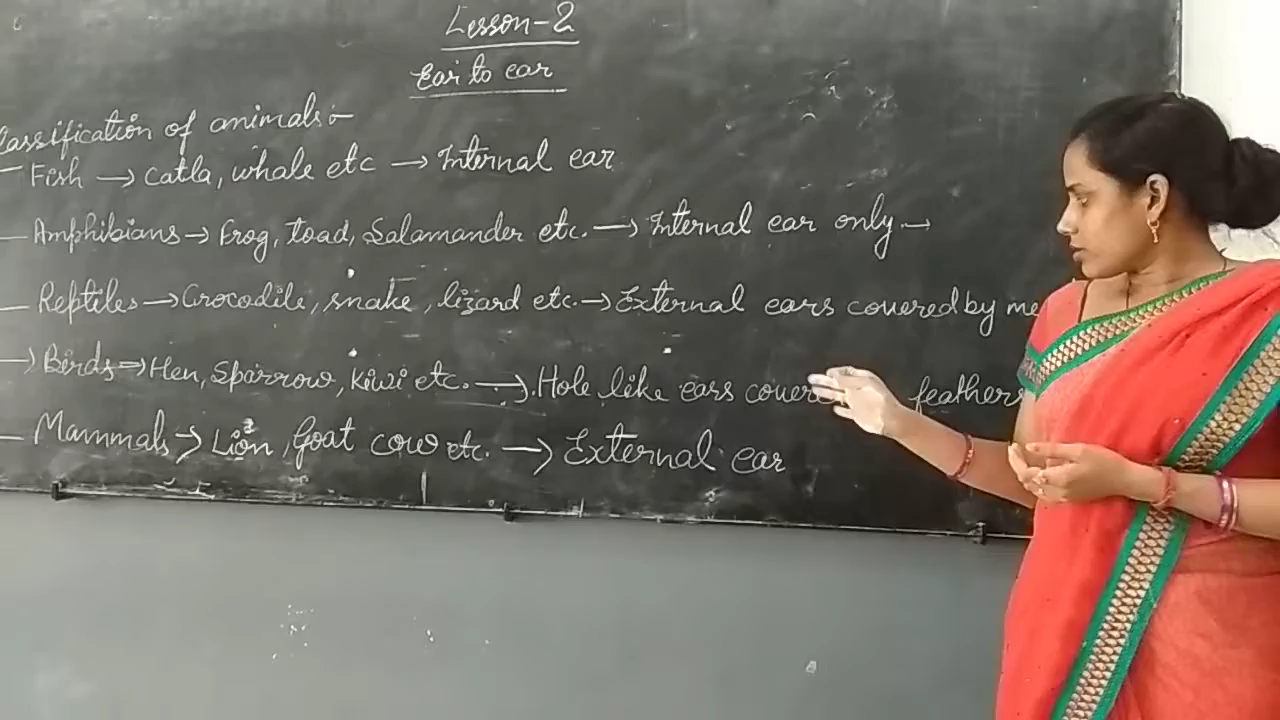 Lesson-2
Ear to ear
lassification of animals:-
Fish → Catla, whale etc → Internal ear
Amphibians → Frog, toad, Salamander etc. → Internal ear only →
Reptiles → Crocodile, snake, lizard etc. → External ears covered by me
→ Birds ⇒ Hen, Sparrow, Kiwi etc. → Hole like ears cover feathers
Mammals → Lion, Goat cow etc. → External ear